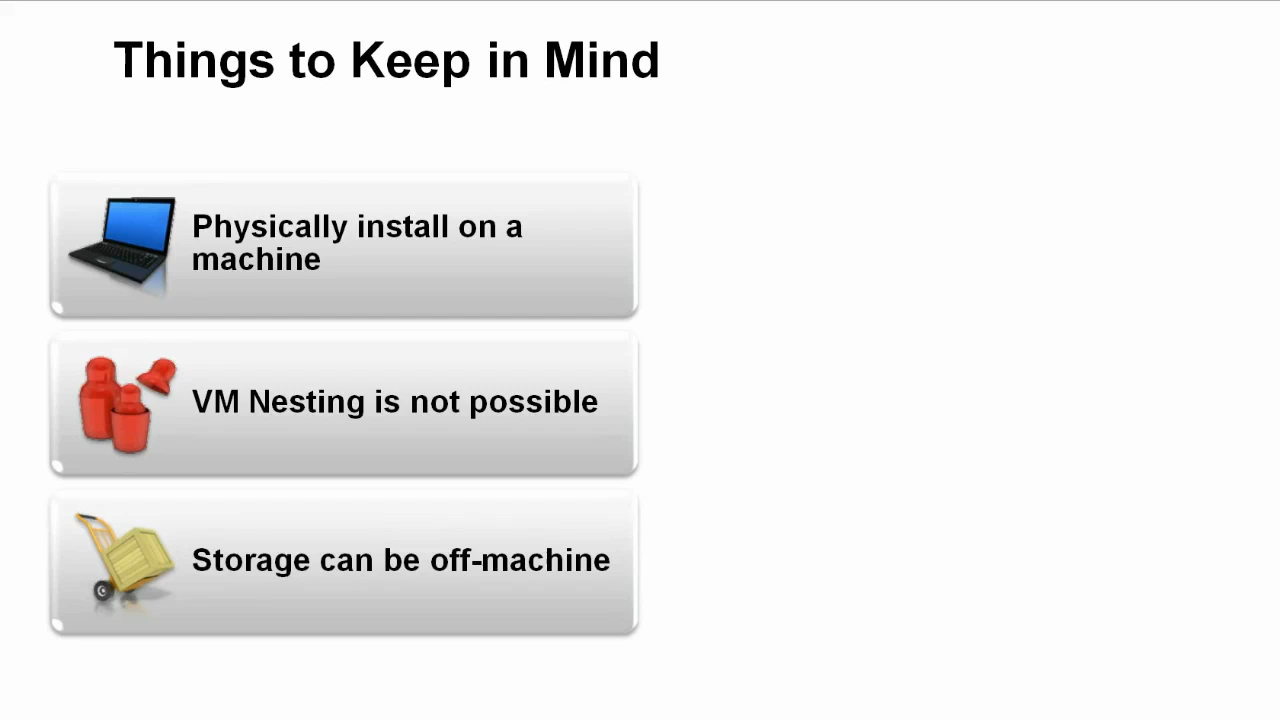 Things to Keep in Mind
Physically install on a
machine
VM Nesting is not possible
Storage can be off-machine